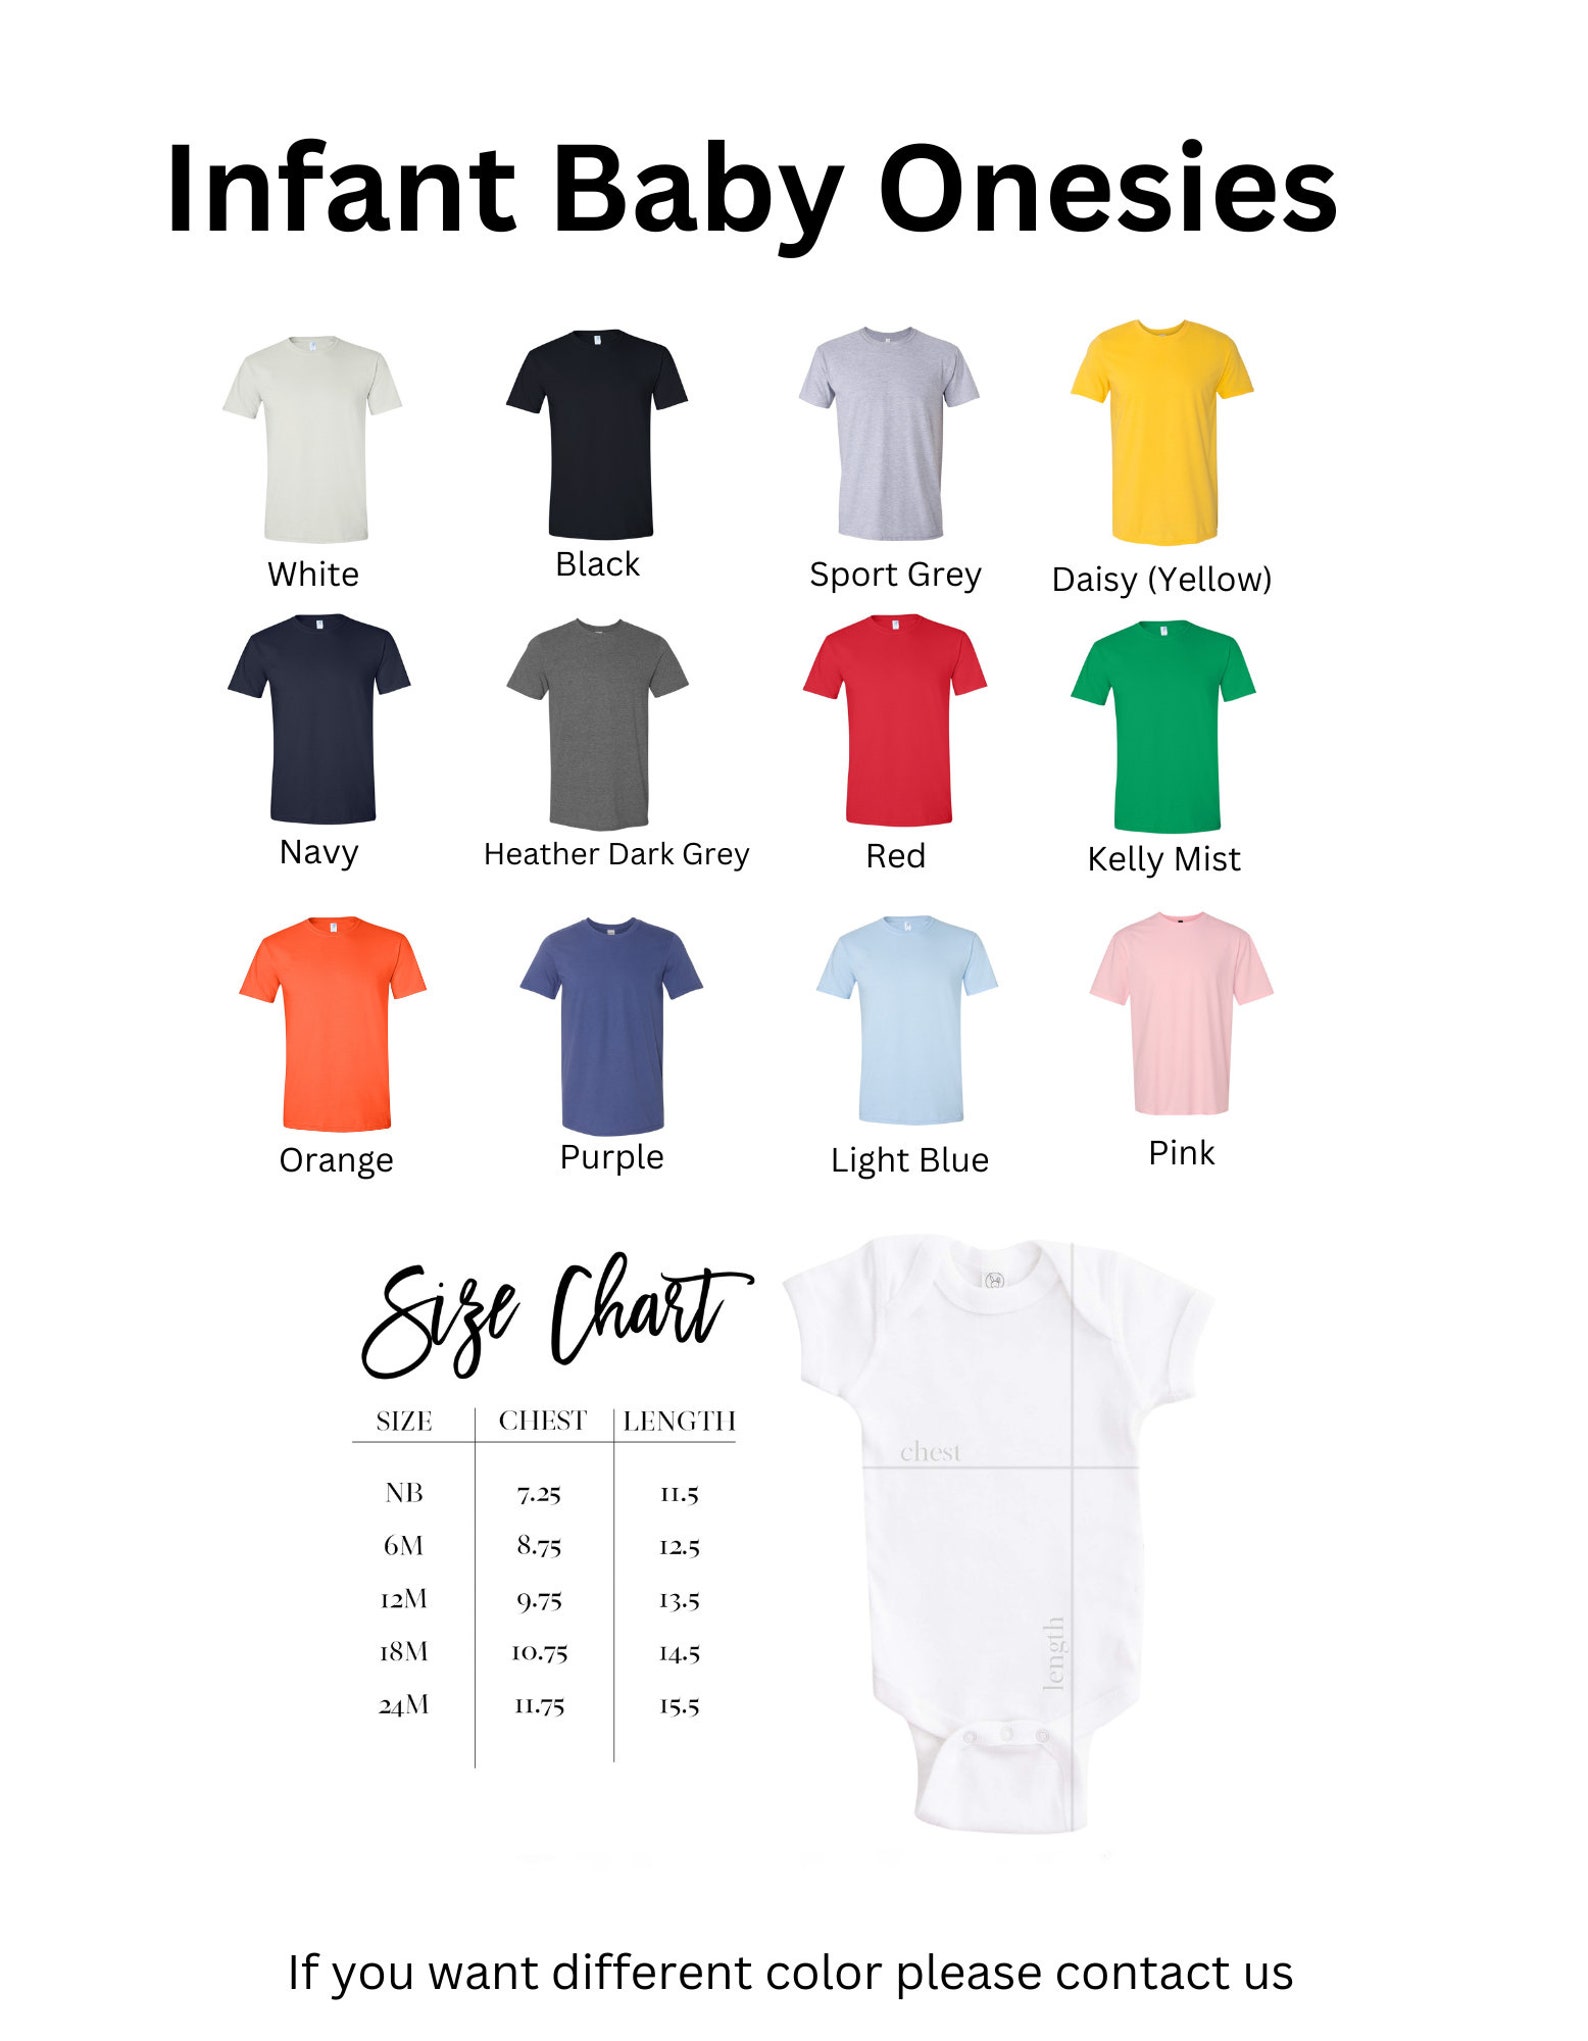 Infant Baby Onesies
White
Black
Sport Grey
Daisy (Yellow)
Navy
Heather Dark Grey
Red
Kelly Mist
Orange
Purple
Light Blue
Pink
Size Chart
SIZE CHEST LENGTH
NB 7.25 11.5
6M 8.75 12.5
12M 9.75 13.5
18M 10.75 14.5
24M 11.75 15.5
chest
length
If you want different color please contact us